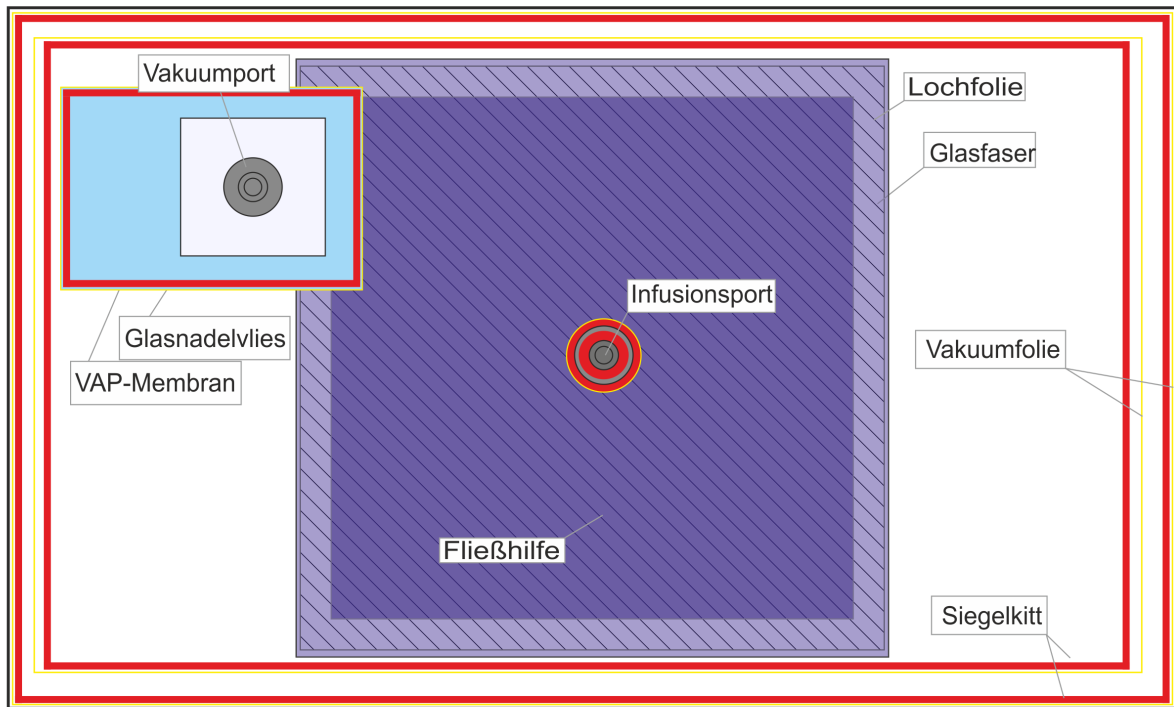 Vakuumport
Lochfolie
Glasfaser
Infusionsport
Glasnadelvlies
Vakuumfolie
VAP-Membran
Fließhilfe
Siegelkitt